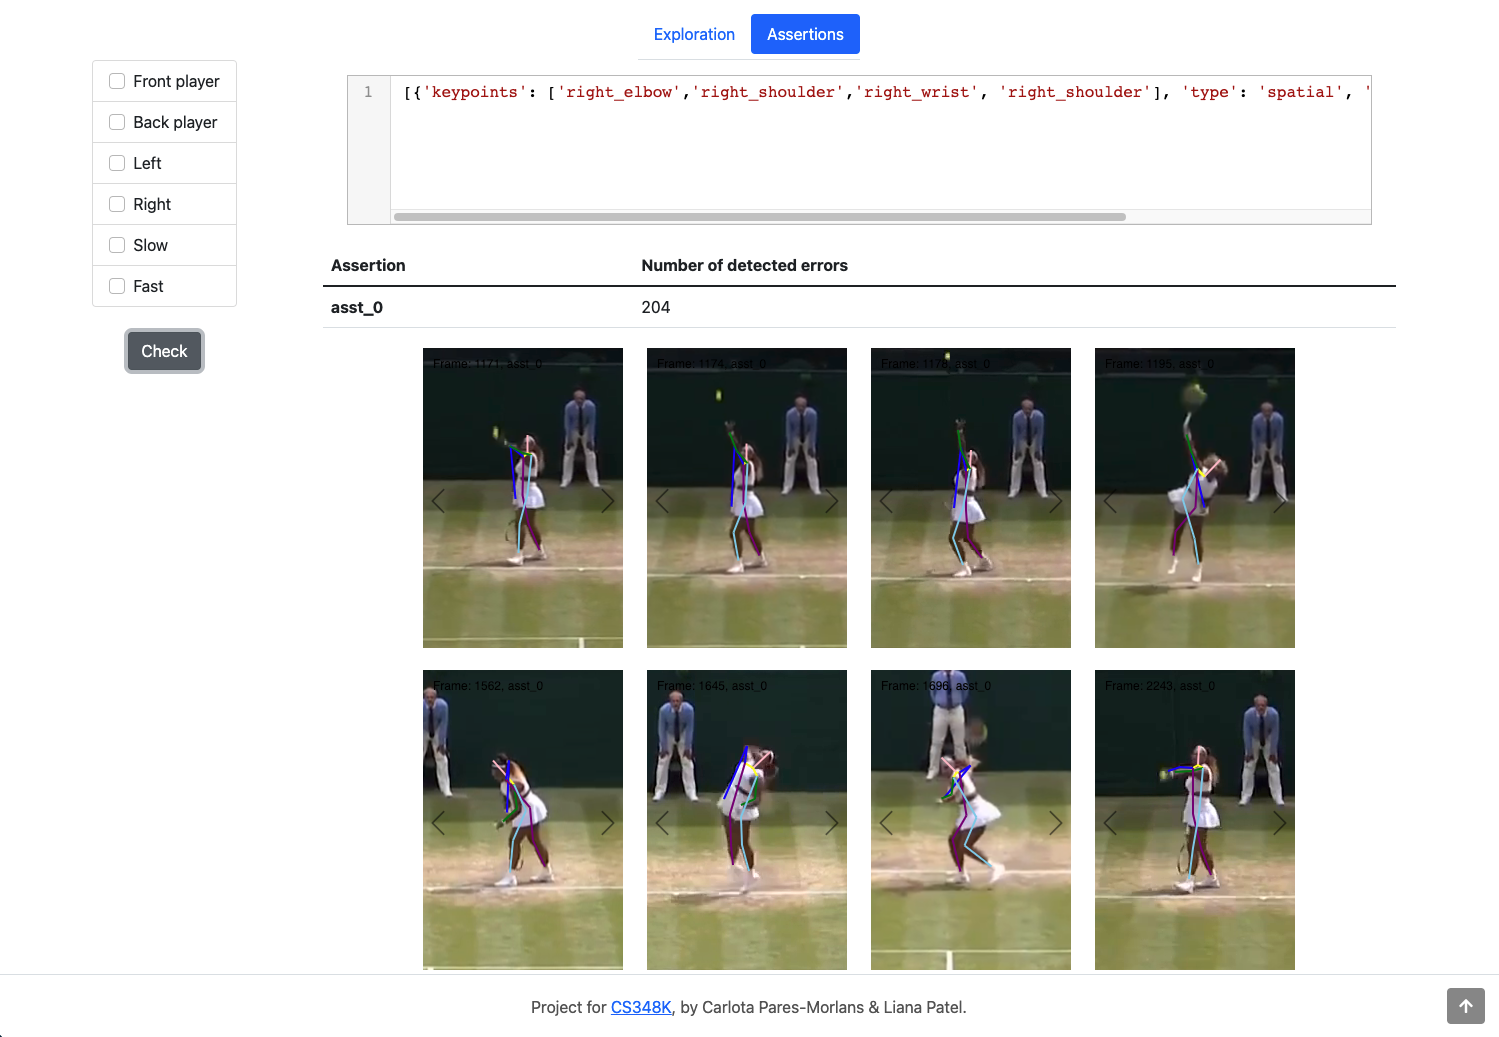 Exploration Assertions
Front player
Back player
Left
Right
Slow
Fast
Check
1 [{'keypoints': ['right_elbow','right_shoulder','right_wrist', 'right_shoulder'], 'type': 'spatial', '
Assertion Number of detected errors
asst_0 204
Frame: 1171, asst_0
Frame: 1174, asst_0
Frame: 1178, asst_0
Frame: 1195, asst_0
Frame: 1562, asst_0
Frame: 1645, asst_0
Frame: 1696, asst_0
Frame: 2243, asst_0
Project for CS348K, by Carlota Pares-Morlans & Liana Patel.